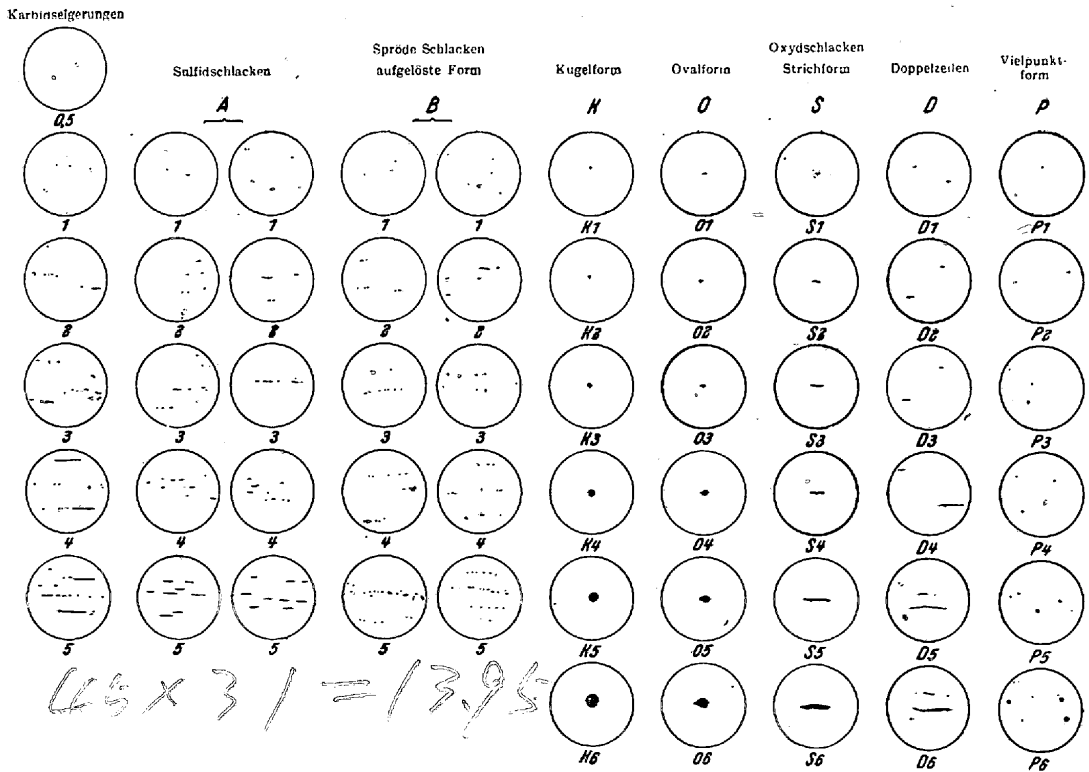 Karbidseigerungen
Sulfidschlacken
Spröde Schlacken
aufgelöste Form
Kugelform
Ovalform
Oxydschlacken
Strichform
Doppelzeilen
Vielpunkt-
form
A B K O S D P
0,5
1 1 1 1 1 K1 O1 S1 D1 P1
2 2 2 2 2 K2 O2 S2 D2 P2
3 3 3 3 3 K3 O3 S3 D3 P3
4 4 4 4 4 K4 O4 S4 D4 P4
5 5 5 5 5 K5 O5 S5 D5 P5
× 31 = 13.95
K6 O6 S6 D6 P6